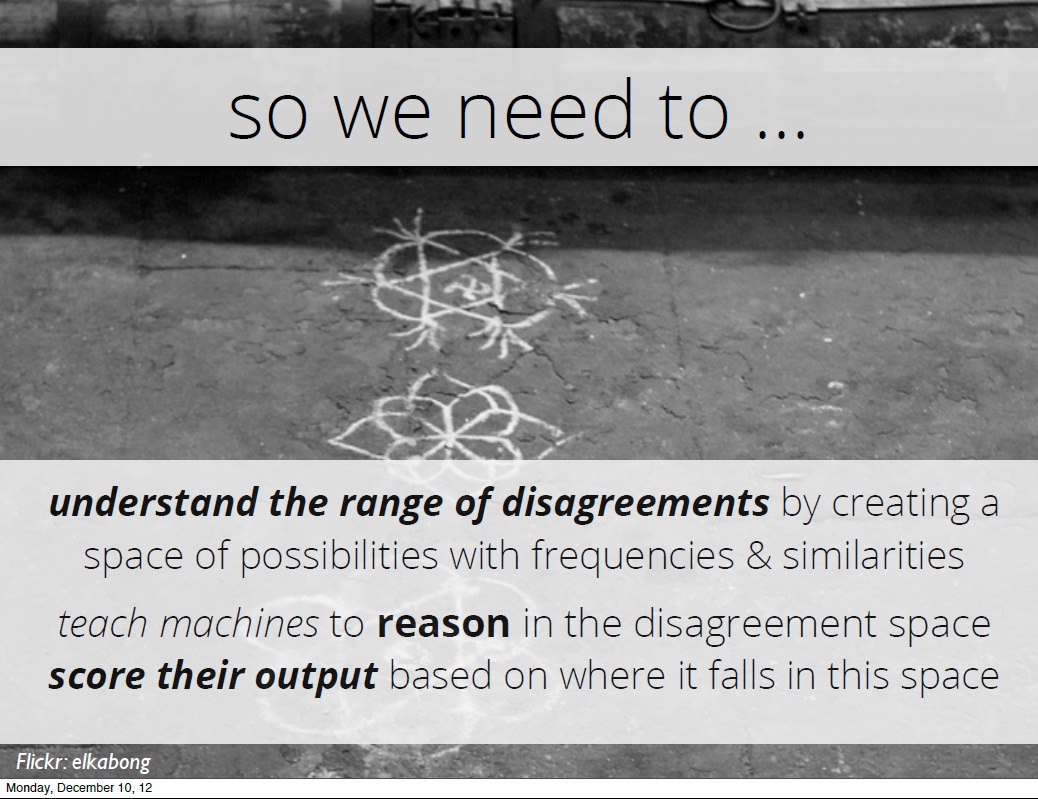 so we need to ...
understand the range of disagreements by creating a
space of possibilities with frequencies & similarities
teach machines to reason in the disagreement space
score their output based on where it falls in this space
Flickr: elkabong
Monday, December 10, 12